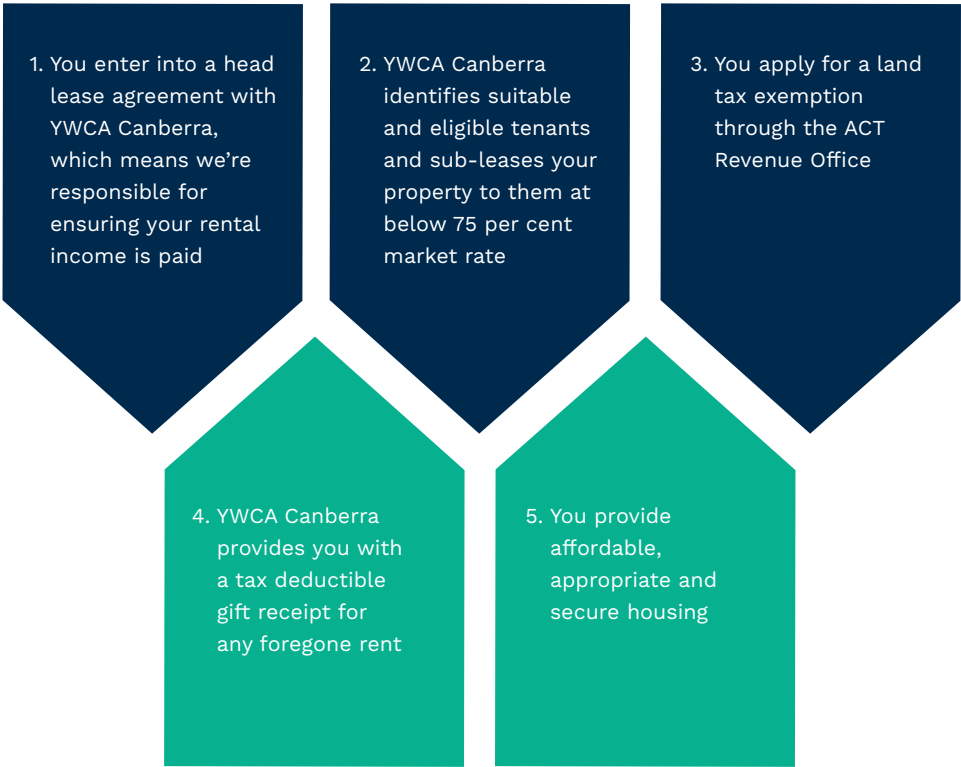 1. You enter into a head
lease agreement with
YWCA Canberra,
which means we’re
responsible for
ensuring your rental
income is paid
2. YWCA Canberra
identifies suitable
and eligible tenants
and sub-leases your
property to them at
below 75 per cent
market rate
3. You apply for a land
tax exemption
through the ACT
Revenue Office
4. YWCA Canberra
provides you with
a tax deductible
gift receipt for
any foregone rent
5. You provide
affordable,
appropriate and
secure housing